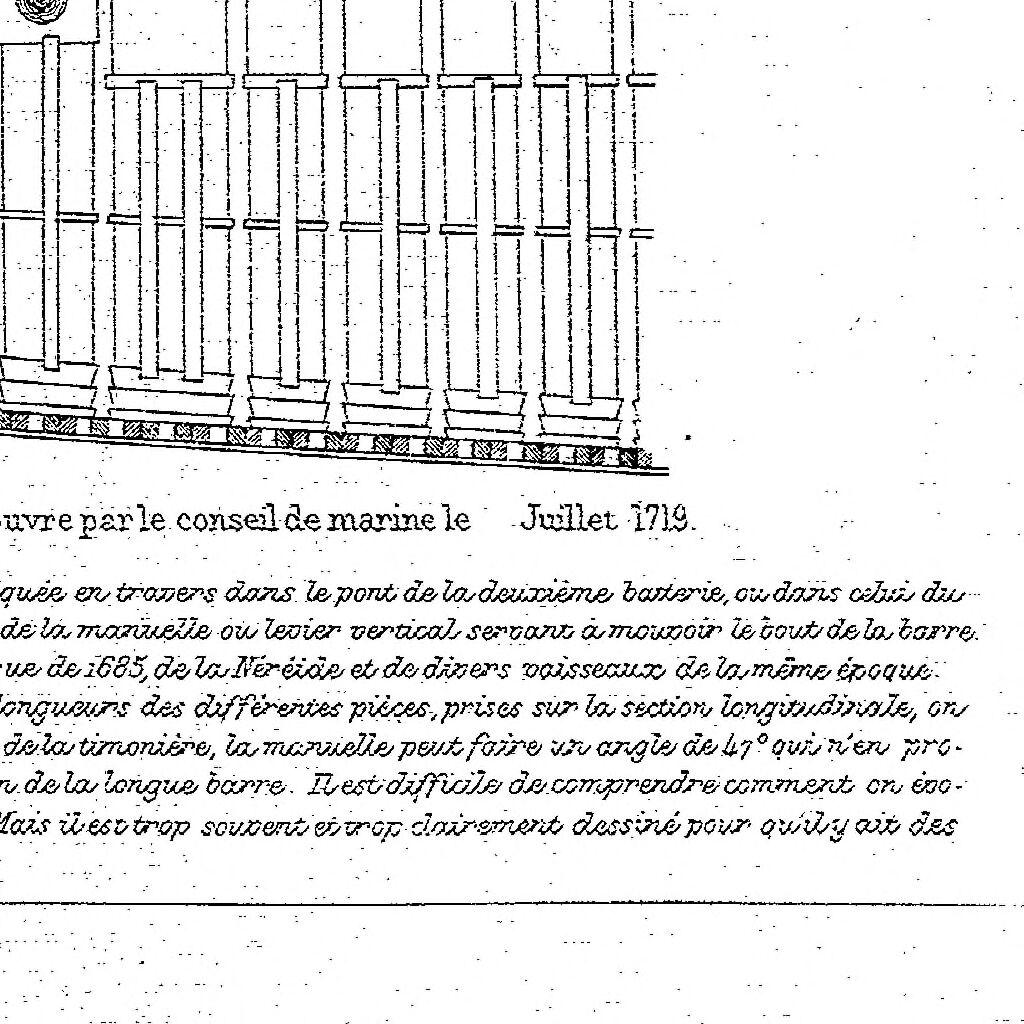 uvre par le conseil de marine le Juillet 1719.
quée en travers dans le pont de la deuxième batterie, ou dans celui du
de la manuelle ou levier vertical servant à mouvoir le bout de la barre.
ue de 1685, de la Néréide et de divers vaisseaux de la même époque.
longueurs des différentes pièces, prises sur la section longitudinale, on
de la timonière, la manuelle peut faire un angle de 47° qui n'en pro-
n de la longue barre. Il est difficile de comprendre comment on évo-
Mais il est trop souvent et trop clairement dessiné pour qu'il y ait des